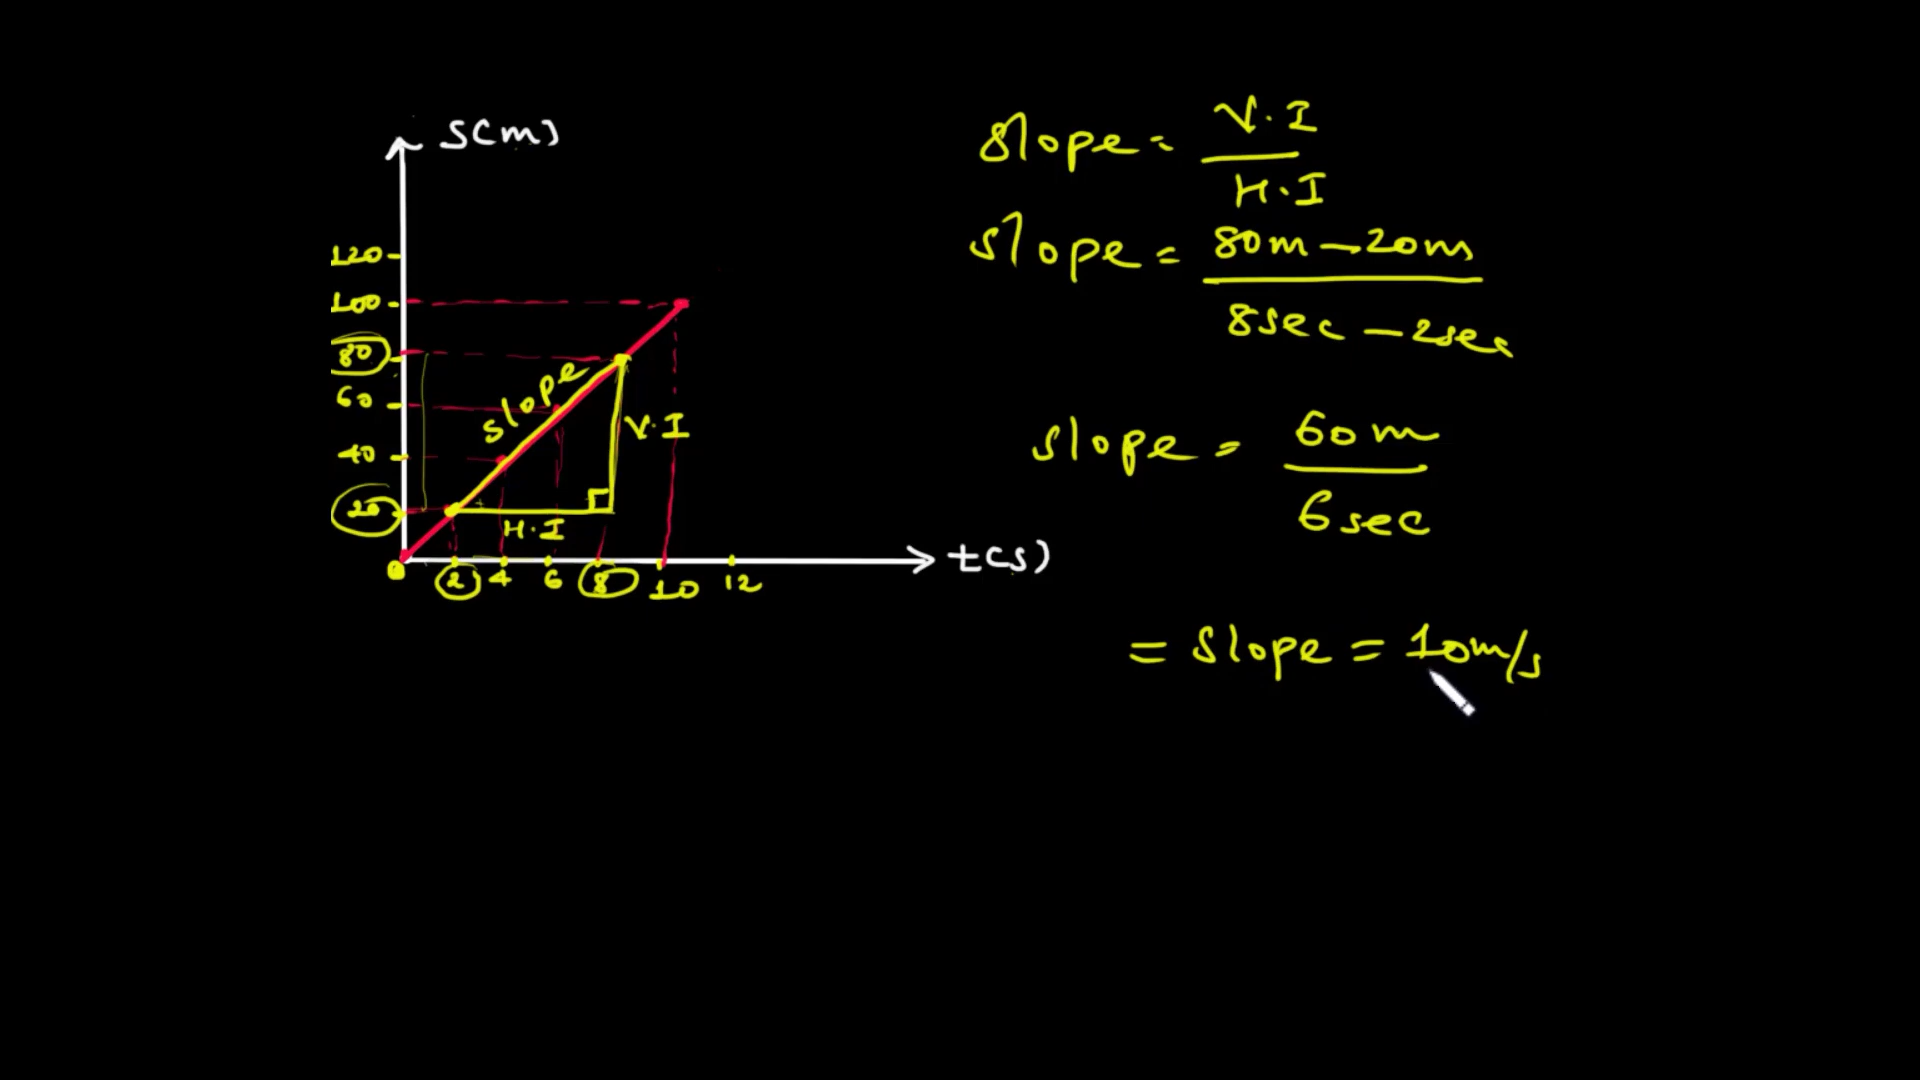 S(m)
120
100
80
60
40
20
0
2 4 6 8 10 12
t(s)
slope
V.I
H.I
Slope = V.I / H.I
slope = 80m - 20m / 8sec - 2sec
slope = 60m / 6sec
= slope = 10m/s